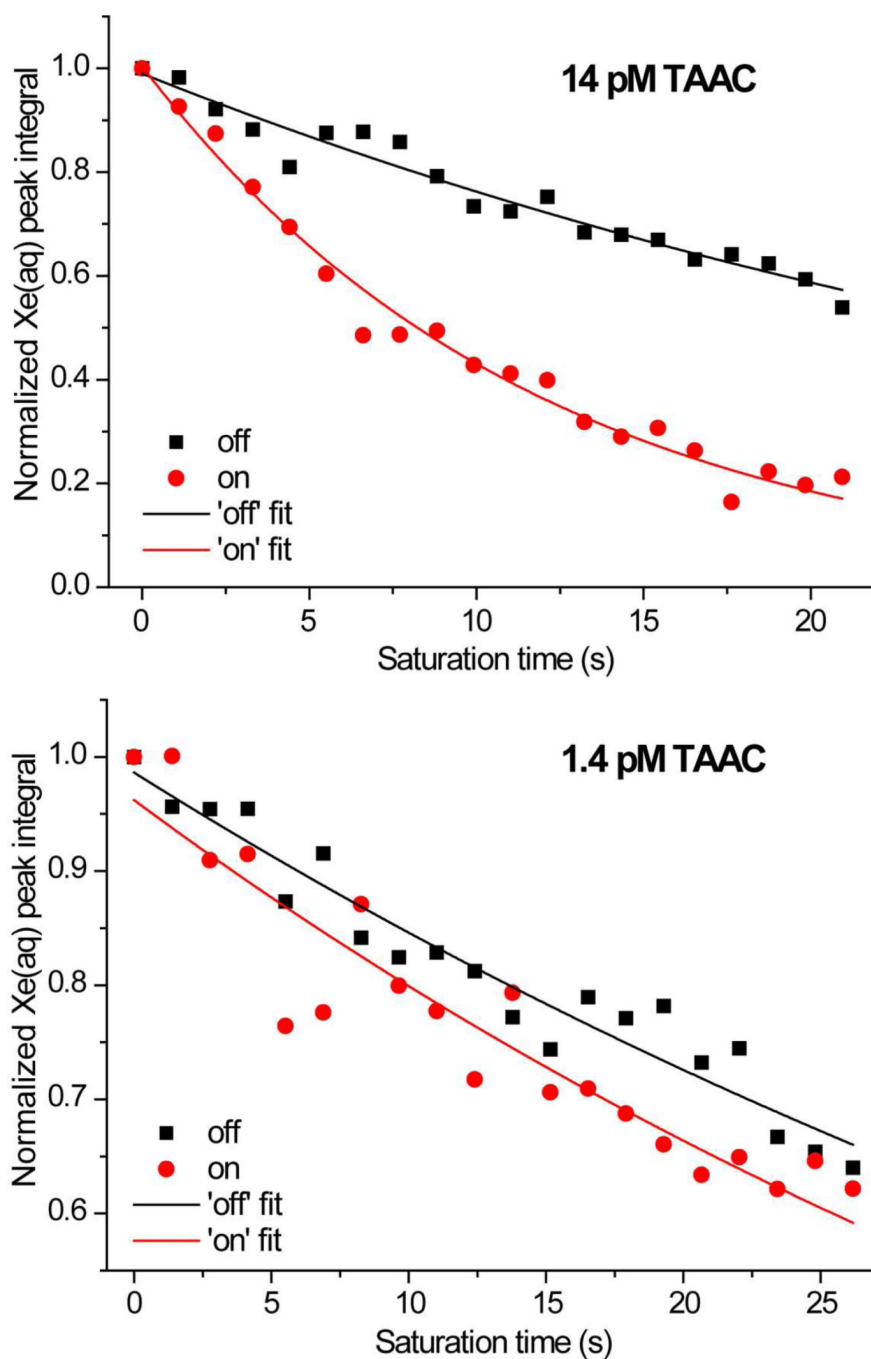 14 pM TAAC
Normalized Xe(aq) peak integral
1.0
0.8
0.6
0.4
0.2
0.0
off
on
'off' fit
'on' fit
0 5 10 15 20
Saturation time (s)
1.4 pM TAAC
Normalized Xe(aq) peak integral
1.0
0.9
0.8
0.7
0.6
off
on
'off' fit
'on' fit
0 5 10 15 20 25
Saturation time (s)